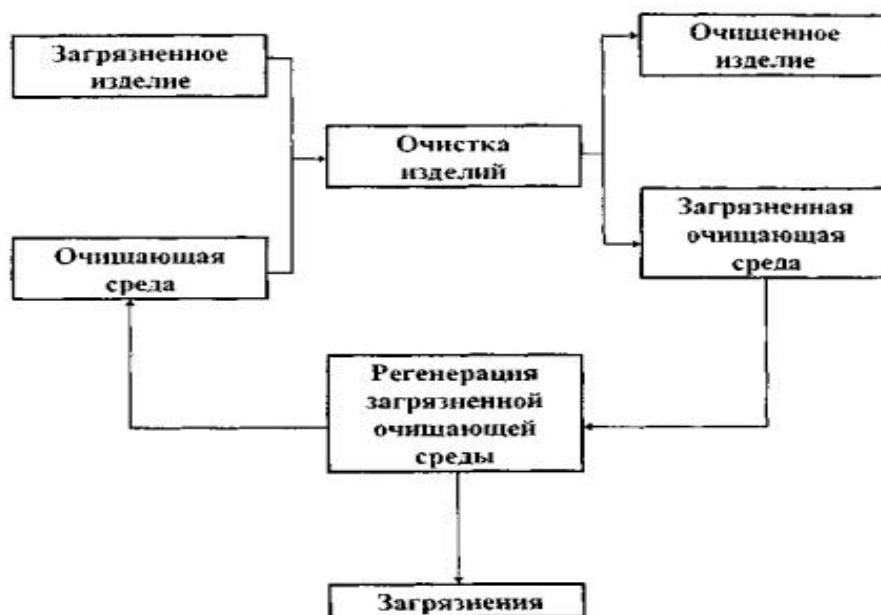 Загрязненное
изделие
Очищенное
изделие
Очистка
изделий
Очищающая
среда
Загрязненная
очищающая
среда
Регенерация
загрязненной
очищающей
среды
Загрязнения